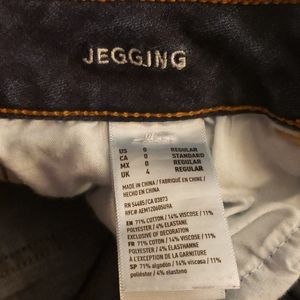 JEGGING
US 0 REGULAR
CA 0 STANDARD
MX 0 REGULAR
UK 4 REGULAR
MADE IN CHINA / FABRIQUÉ EN CHINE /
HECHO EN CHINA
RN 54485/CA 03873
RFC# AEM120605U9A
EN 71% COTTON / 14% VISCOSE / 11%
POLYESTER / 4% ELASTANE
EXCLUSIVE OF DECORATION
FR 71% COTON / 14% VISCOSE / 11%
POLYESTER / 4% ÉLASTHANNE
À L'EXCEPTION DE LA GARNITURE
SP 71% algodón / 14% viscosa / 11%
poliéster / 4% elastano